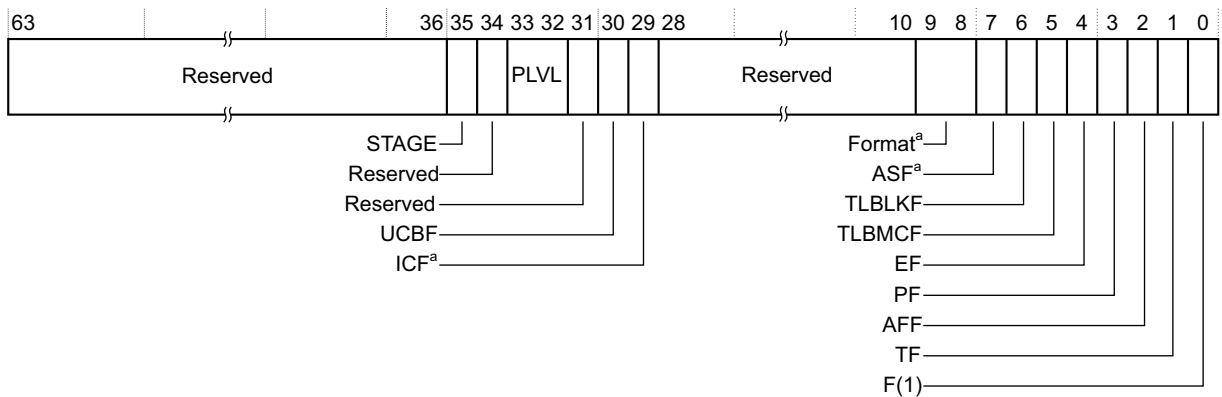 63 36 35 34 33 32 31 30 29 28 10 9 8 7 6 5 4 3 2 1 0
Reserved PLVL Reserved
STAGE
Reserved
Reserved
UCBF
ICFᵃ
Formatᵃ
ASFᵃ
TLBLKF
TLBMCF
EF
PF
AFF
TF
F(1)